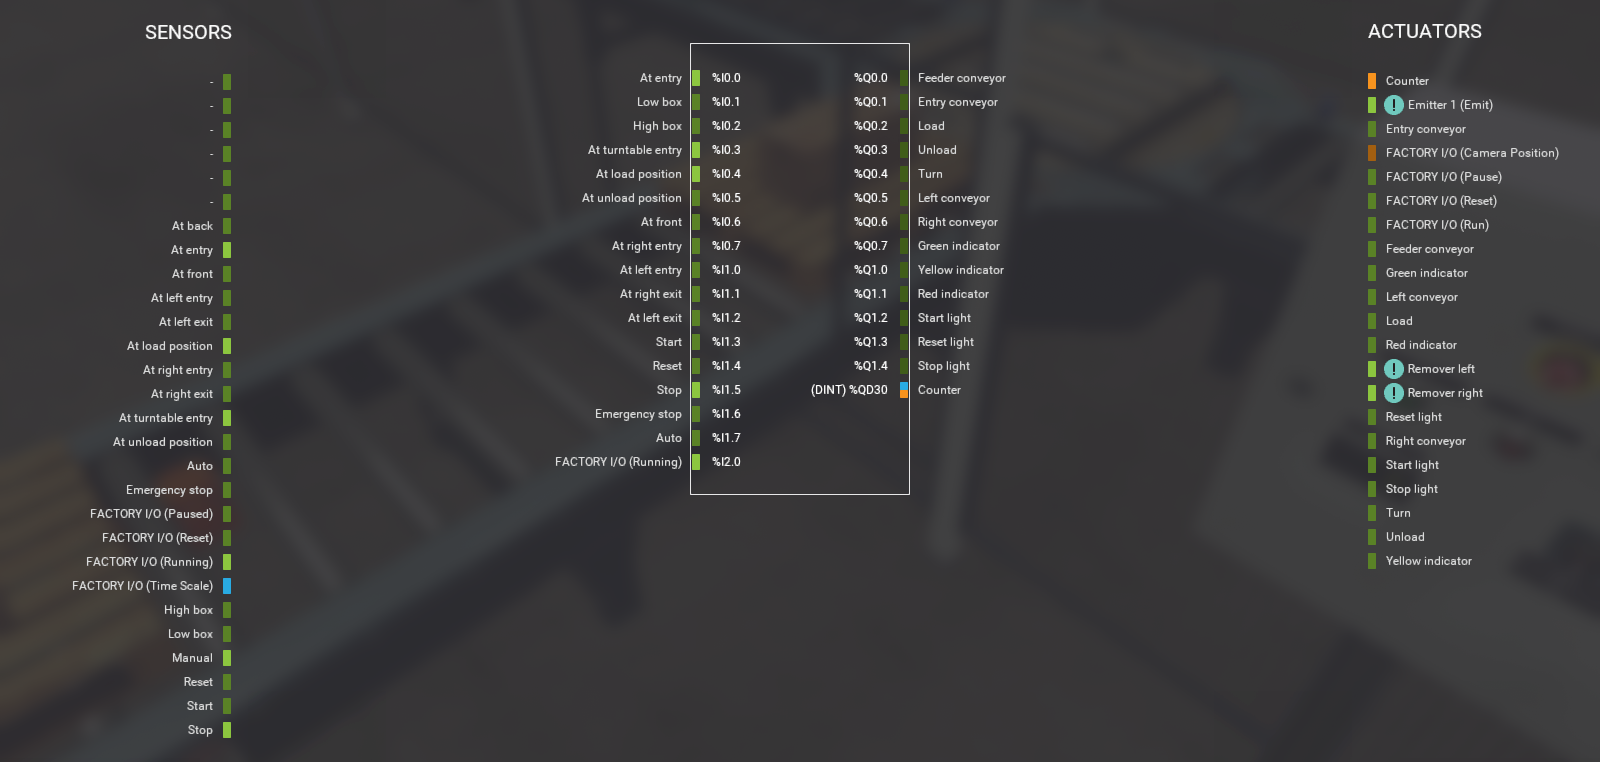 SENSORS
-
-
-
-
-
-
At back
At entry
At front
At left entry
At left exit
At load position
At right entry
At right exit
At turntable entry
At unload position
Auto
Emergency stop
FACTORY I/O (Paused)
FACTORY I/O (Reset)
FACTORY I/O (Running)
FACTORY I/O (Time Scale)
High box
Low box
Manual
Reset
Start
Stop
At entry %I0.0 %Q0.0 Feeder conveyor
Low box %I0.1 %Q0.1 Entry conveyor
High box %I0.2 %Q0.2 Load
At turntable entry %I0.3 %Q0.3 Unload
At load position %I0.4 %Q0.4 Turn
At unload position %I0.5 %Q0.5 Left conveyor
At front %I0.6 %Q0.6 Right conveyor
At right entry %I0.7 %Q0.7 Green indicator
At left entry %I1.0 %Q1.0 Yellow indicator
At right exit %I1.1 %Q1.1 Red indicator
At left exit %I1.2 %Q1.2 Start light
Start %I1.3 %Q1.3 Reset light
Reset %I1.4 %Q1.4 Stop light
Stop %I1.5 (DINT) %QD30 Counter
Emergency stop %I1.6
Auto %I1.7
FACTORY I/O (Running) %I2.0
ACTUATORS
Counter
! Emitter 1 (Emit)
Entry conveyor
FACTORY I/O (Camera Position)
FACTORY I/O (Pause)
FACTORY I/O (Reset)
FACTORY I/O (Run)
Feeder conveyor
Green indicator
Left conveyor
Load
Red indicator
! Remover left
! Remover right
Reset light
Right conveyor
Start light
Stop light
Turn
Unload
Yellow indicator